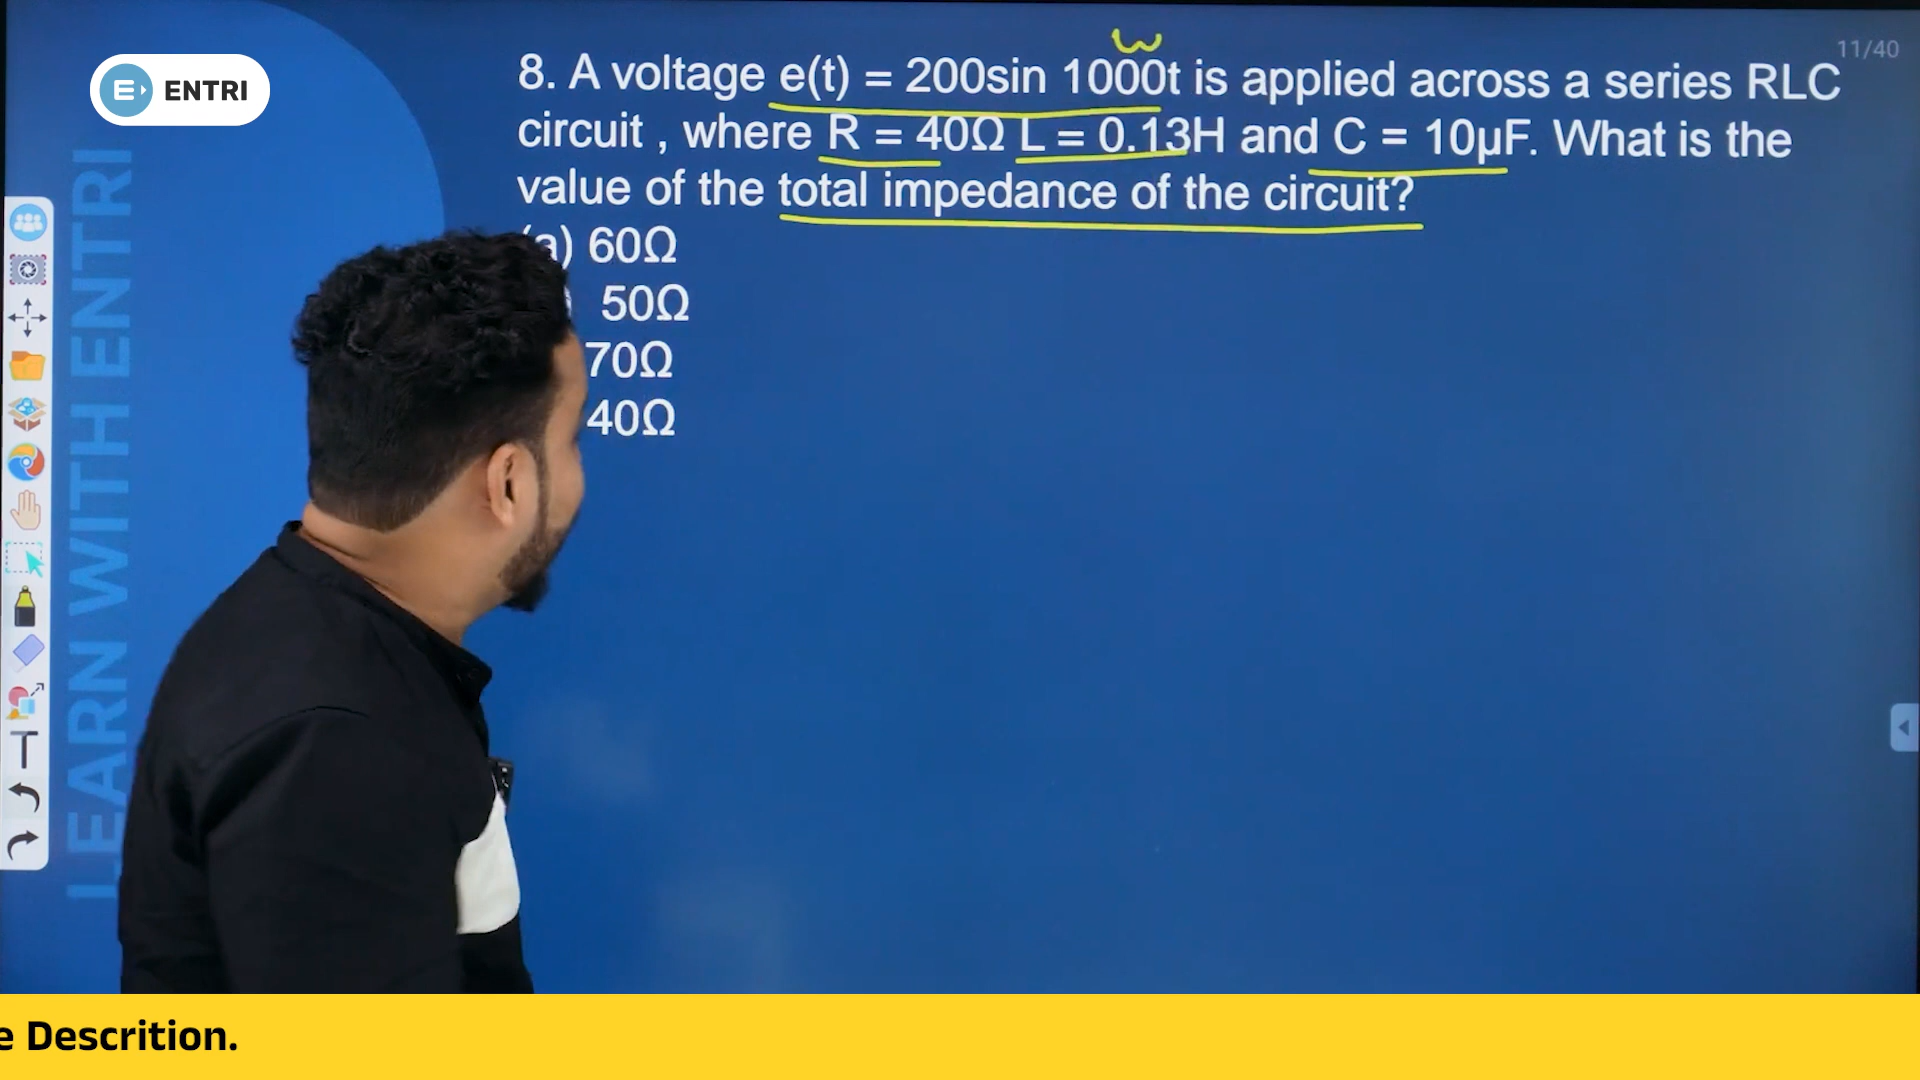 11/40
ENTRI
ω
8. A voltage e(t) = 200sin 1000t is applied across a series RLC
circuit , where R = 40Ω L = 0.13H and C = 10µF. What is the
value of the total impedance of the circuit?
(a) 60Ω
50Ω
70Ω
40Ω
LEARN WITH ENTRI
T
e Descrition.